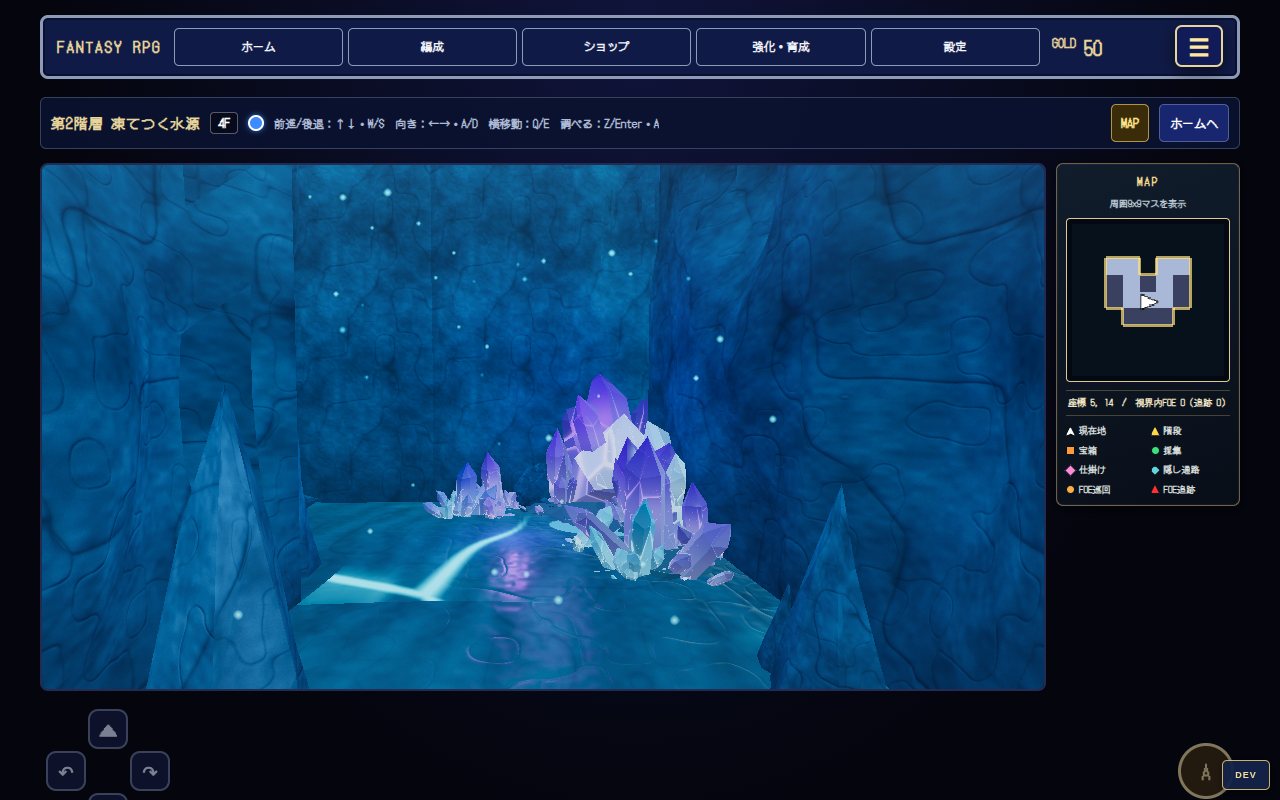 FANTASY RPG
ホーム
編成
ショップ
強化・育成
設定
GOLD 50
第2階層 凍てつく水源
4F
前進/後退：↑↓・W/S 向き：←→・A/D 横移動：Q/E 調べる：Z/Enter・A
MAP
ホームへ
MAP
周囲9x9マスを表示
座標 5, 14 / 視界内FOE 0 (追跡 0)
現在地
階段
宝箱
採集
仕掛け
隠し通路
FOE巡回
FOE追跡
A
DEV